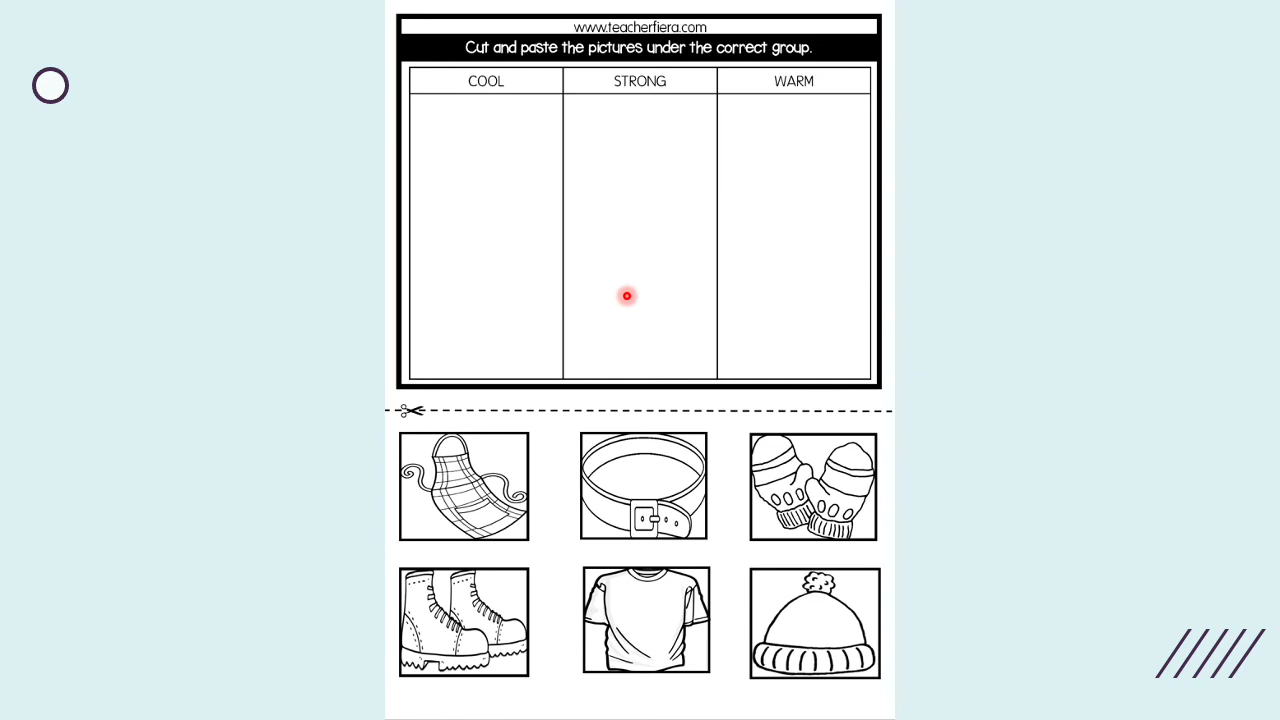 www.teacherfiera.com
Cut and paste the pictures under the correct group.
COOL STRONG WARM